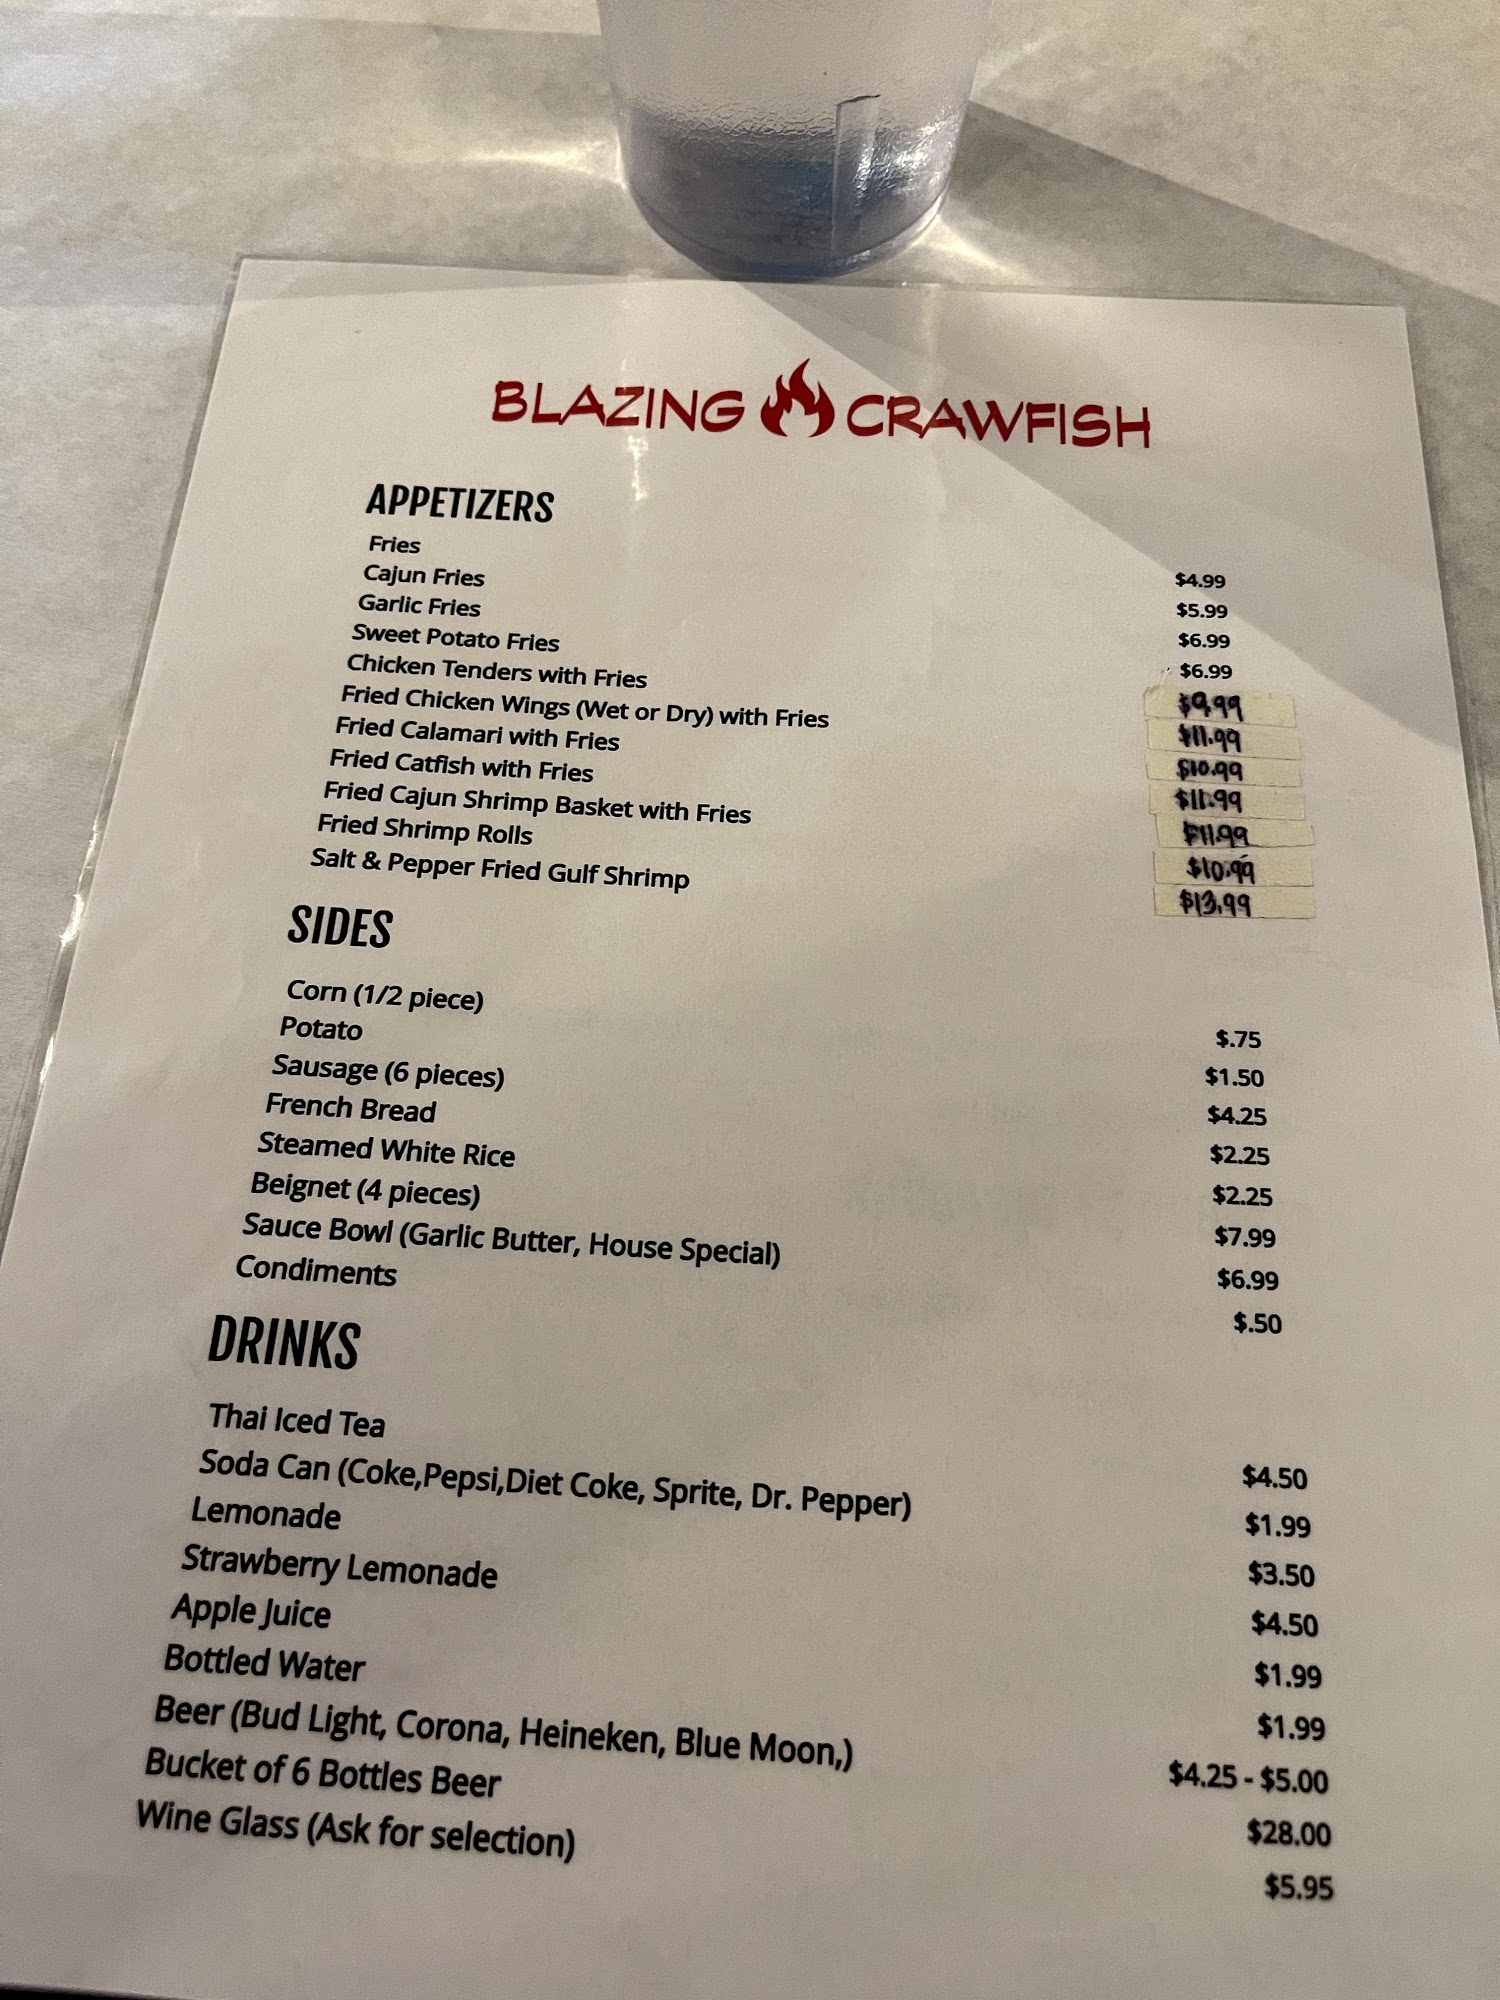 BLAZING CRAWFISH
APPETIZERS
Fries $4.99
Cajun Fries $5.99
Garlic Fries $6.99
Sweet Potato Fries $6.99
Chicken Tenders with Fries $9.99
Fried Chicken Wings (Wet or Dry) with Fries $11.99
Fried Calamari with Fries $10.99
Fried Catfish with Fries $11.99
Fried Cajun Shrimp Basket with Fries $11.99
Fried Shrimp Rolls $10.99
Salt & Pepper Fried Gulf Shrimp $13.99
SIDES
Corn (1/2 piece) $.75
Potato $1.50
Sausage (6 pieces) $4.25
French Bread $2.25
Steamed White Rice $2.25
Beignet (4 pieces) $7.99
Sauce Bowl (Garlic Butter, House Special) $6.99
Condiments $.50
DRINKS
Thai Iced Tea $4.50
Soda Can (Coke,Pepsi,Diet Coke, Sprite, Dr. Pepper) $1.99
Lemonade $3.50
Strawberry Lemonade $4.50
Apple Juice $1.99
Bottled Water $1.99
Beer (Bud Light, Corona, Heineken, Blue Moon,) $4.25 - $5.00
Bucket of 6 Bottles Beer $28.00
Wine Glass (Ask for selection) $5.95